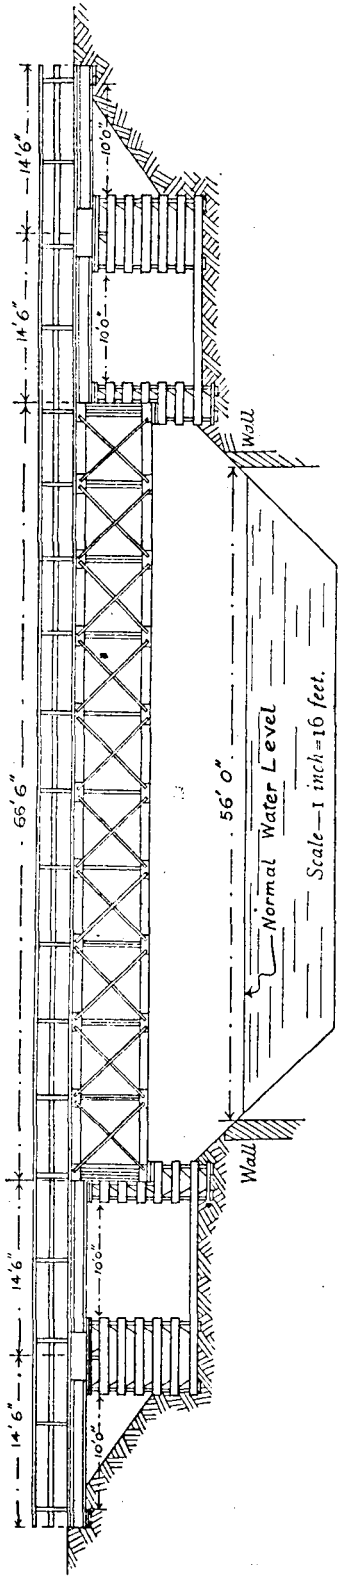 14'6"
14'6"
66'6"
14'6"
14'6"
10'0"
10'0"
10'0"
10'0"
Wall
56'0"
Wall
Normal Water Level
Scale—1 inch=16 feet.